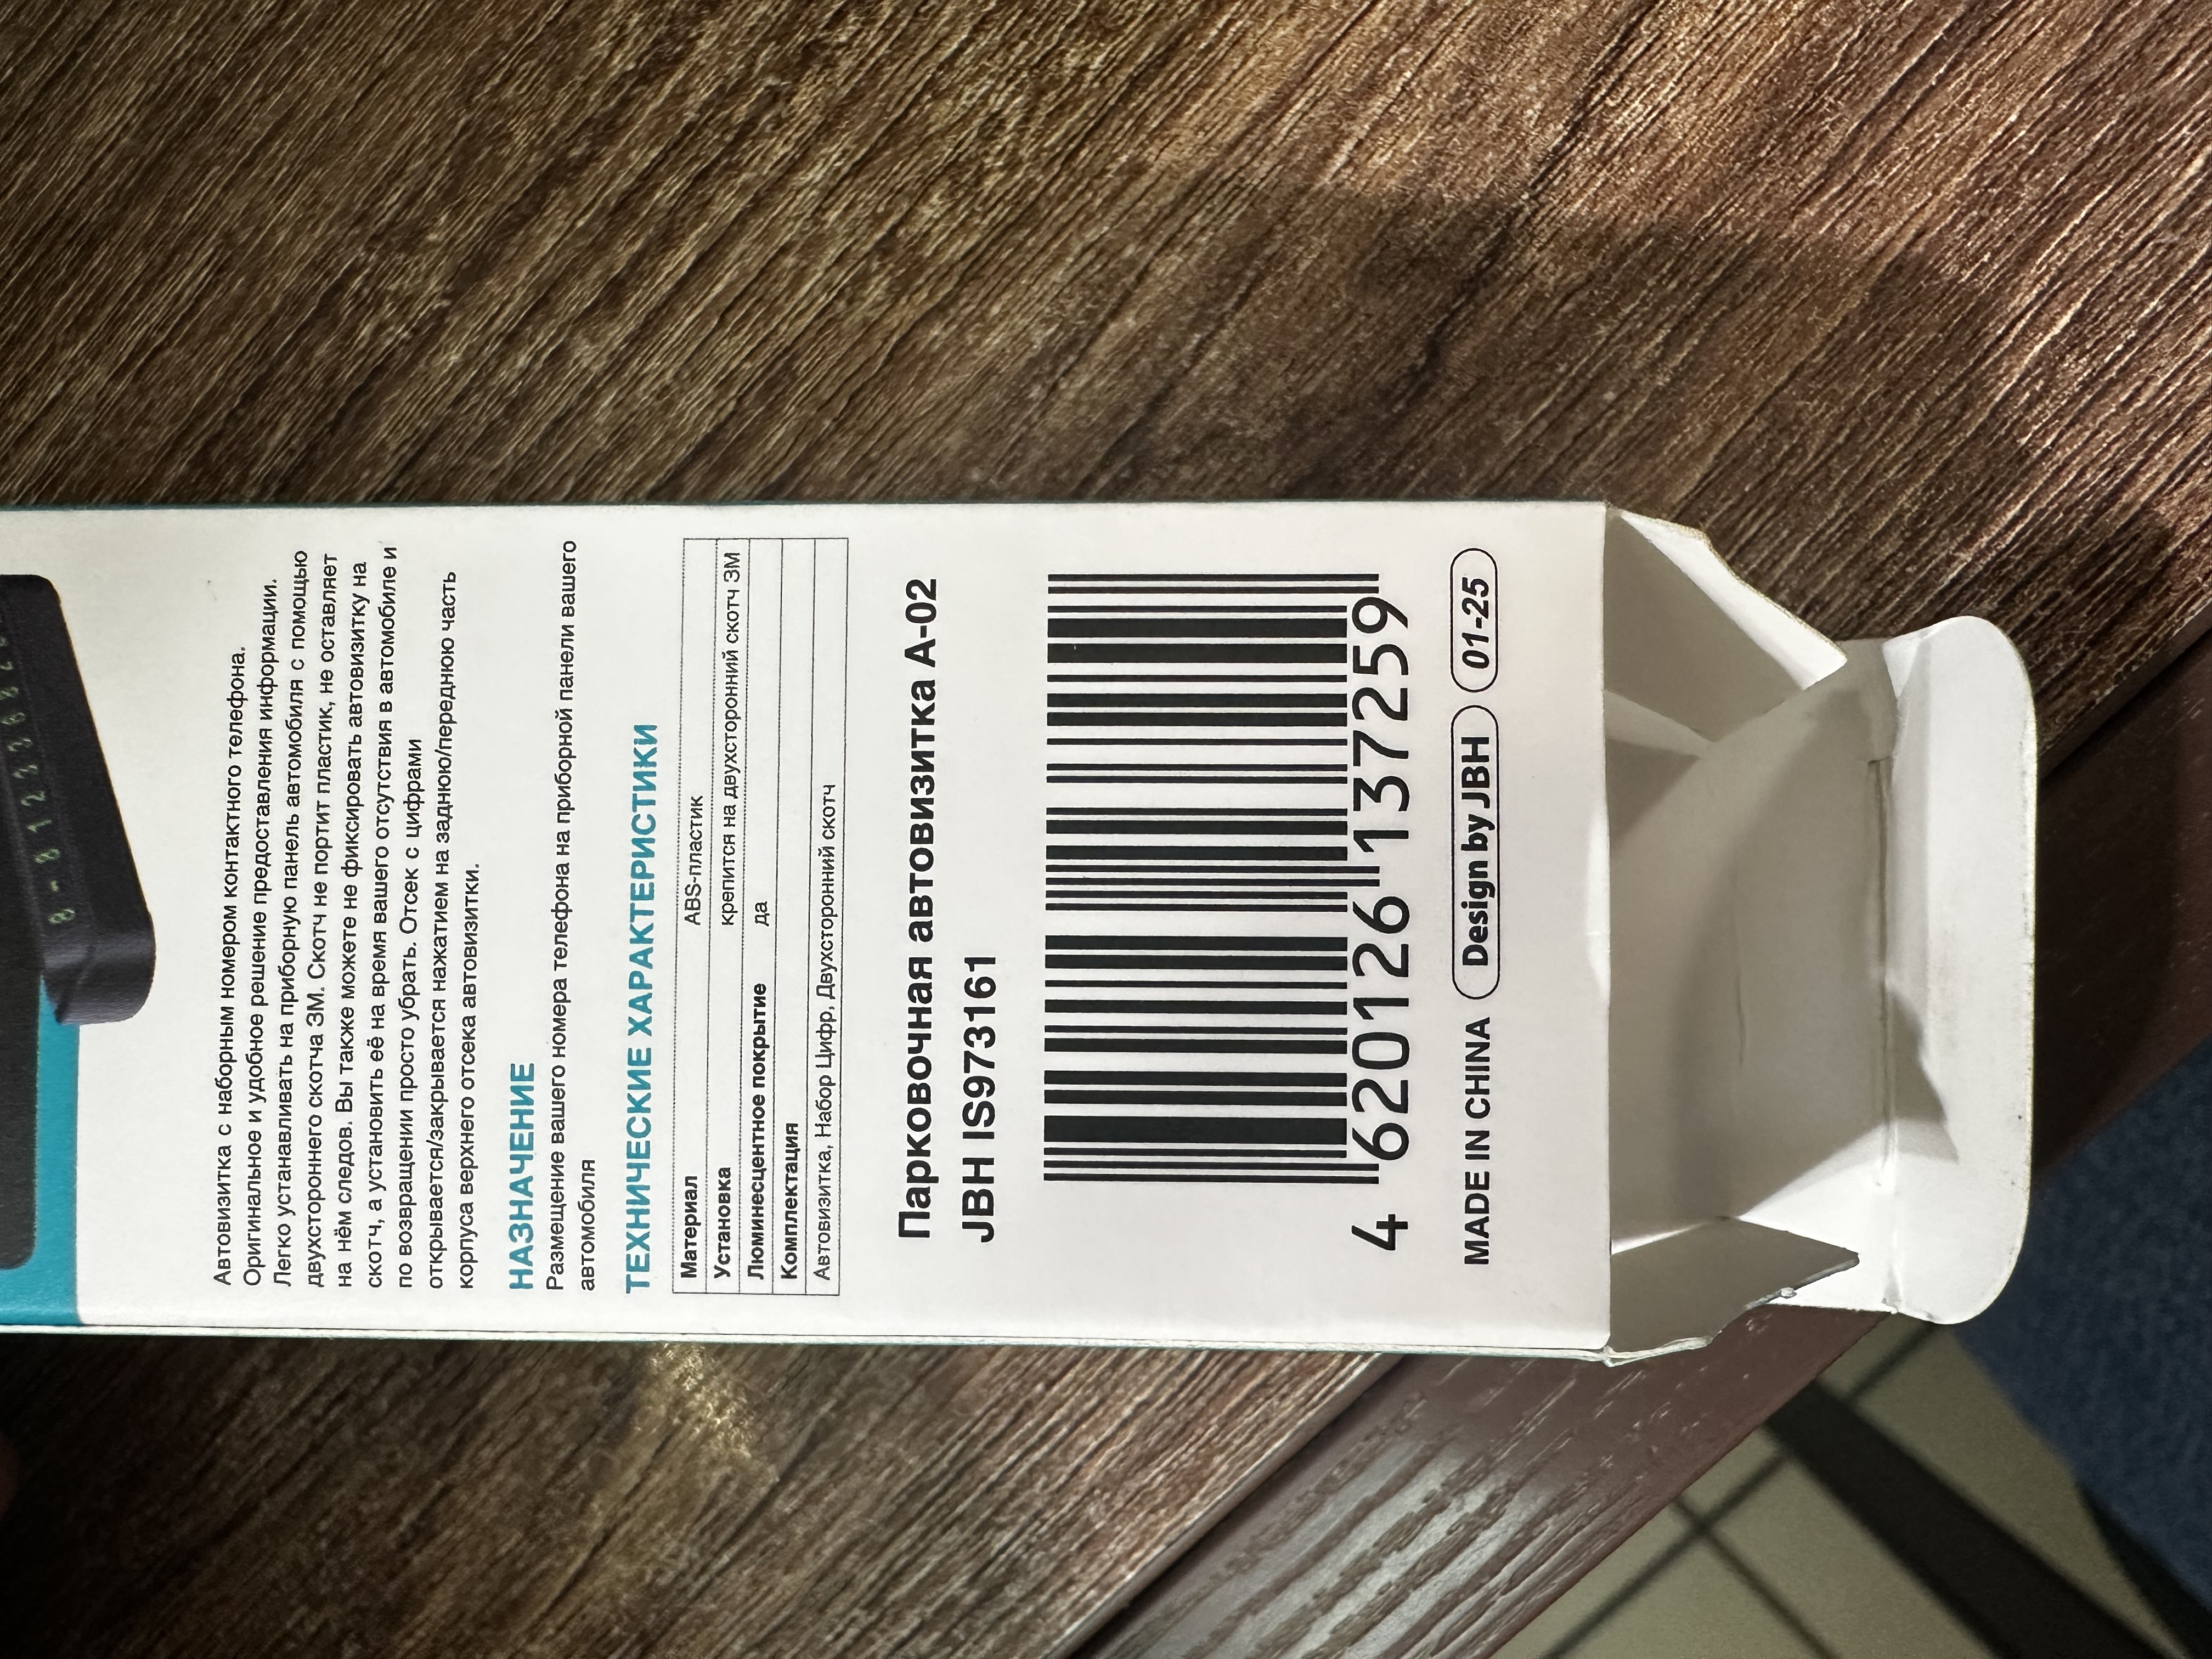 Автовизитка с наборным номером контактного телефона.
Оригинальное и удобное решение предоставления информации.
Легко устанавливать на приборную панель автомобиля с помощью
двухстороннего скотча 3М. Скотч не портит пластик, не оставляет
на нём следов. Вы также можете не фиксировать автовизитку на
скотч, а установить её на время вашего отсутствия в автомобиле и
по возвращении просто убрать. Отсек с цифрами
открывается/закрывается нажатием на заднюю/переднюю часть
корпуса верхнего отсека автовизитки.
НАЗНАЧЕНИЕ
Размещение вашего номера телефона на приборной панели вашего
автомобиля
ТЕХНИЧЕСКИЕ ХАРАКТЕРИСТИКИ
Материал ABS-пластик
Установка крепится на двухсторонний скотч 3М
Люминесцентное покрытие да
Комплектация
Автовизитка, Набор Цифр, Двухсторонний скотч
Парковочная автовизитка А-02
JBH IS973161
4 620126 137259
MADE IN CHINA Design by JBH 01-25